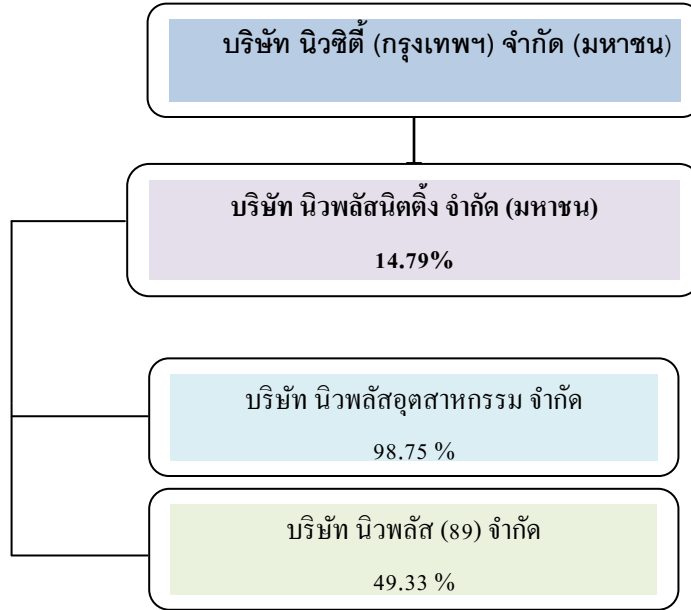 บริษัท นิวซิตี้ (กรุงเทพฯ) จำกัด (มหาชน)
บริษัท นิวพลัสนิตติ้ง จำกัด (มหาชน)
14.79%
บริษัท นิวพลัสอุตสาหกรรม จำกัด
98.75 %
บริษัท นิวพลัส (89) จำกัด
49.33 %